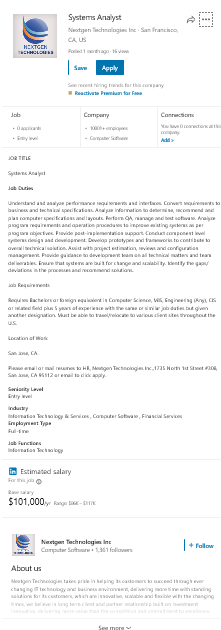 NEXTGEN
TECHNOLOGIES
Systems Analyst
Nextgen Technologies Inc · San Francisco,
CA, US
Posted 1 month ago · 16 views
Save
Apply
See recent hiring trends for this company
Reactivate Premium for Free
Job
Company
Connections
• 0 applicants
• Entry level
• 10001+ employees
• Computer Software
You have 0 connections at this
company.
Add >
JOB TITLE
Systems Analyst
Job Duties
Understand and analyze performance requirements and interfaces. Convert requirements to
business and technical specifications. Analyze information to determine, recommend and
plan computer specifications and layouts. Perform QA, manage and test software. Analyze
program requirements and operation procedures to improve existing systems as per
programs objectives. Provide post-implementation support. Conduct component level
systems design and development. Develop prototypes and frameworks to contribute to
overall technical solution. Assist with project estimation, reviews and configuration
management. Provide guidance to development team on all technical matters and team
deliverables. Ensure that systems are built for change and scalability. Identify the gaps/
deviations in the processes and recommend solutions.
Job Requirements
Requires Bachelors or foreign equivalent in Computer Science, MIS, Engineering (Any), CIS
or related field plus 5 years of experience with the same or similar job duties but given
another designation. Must be able to travel/relocate to various client sites throughout the
U.S.
Location of Work
San Jose, CA.
Please email or mail resumes to HR, Nextgen Technologies Inc.,1735 North 1st Street #308,
San Jose, CA 95112 or email to click apply.
Seniority Level
Entry level
Industry
Information Technology & Services, Computer Software, Financial Services
Employment Type
Full-time
Job Functions
Information Technology
Estimated salary
For this job
Base salary
$101,000/yr Range: $86K - $117K
Nextgen Technologies Inc
Computer Software • 1,361 followers
+ Follow
About us
Nextgen Technologies takes pride in helping its customers to succeed through ever
changing IT technology and business environment, delivering more time with standing
solutions for its customers, which are innovative, scalable and flexible with the changing
times, we believe in long term client and partner relationship built on investment
See more